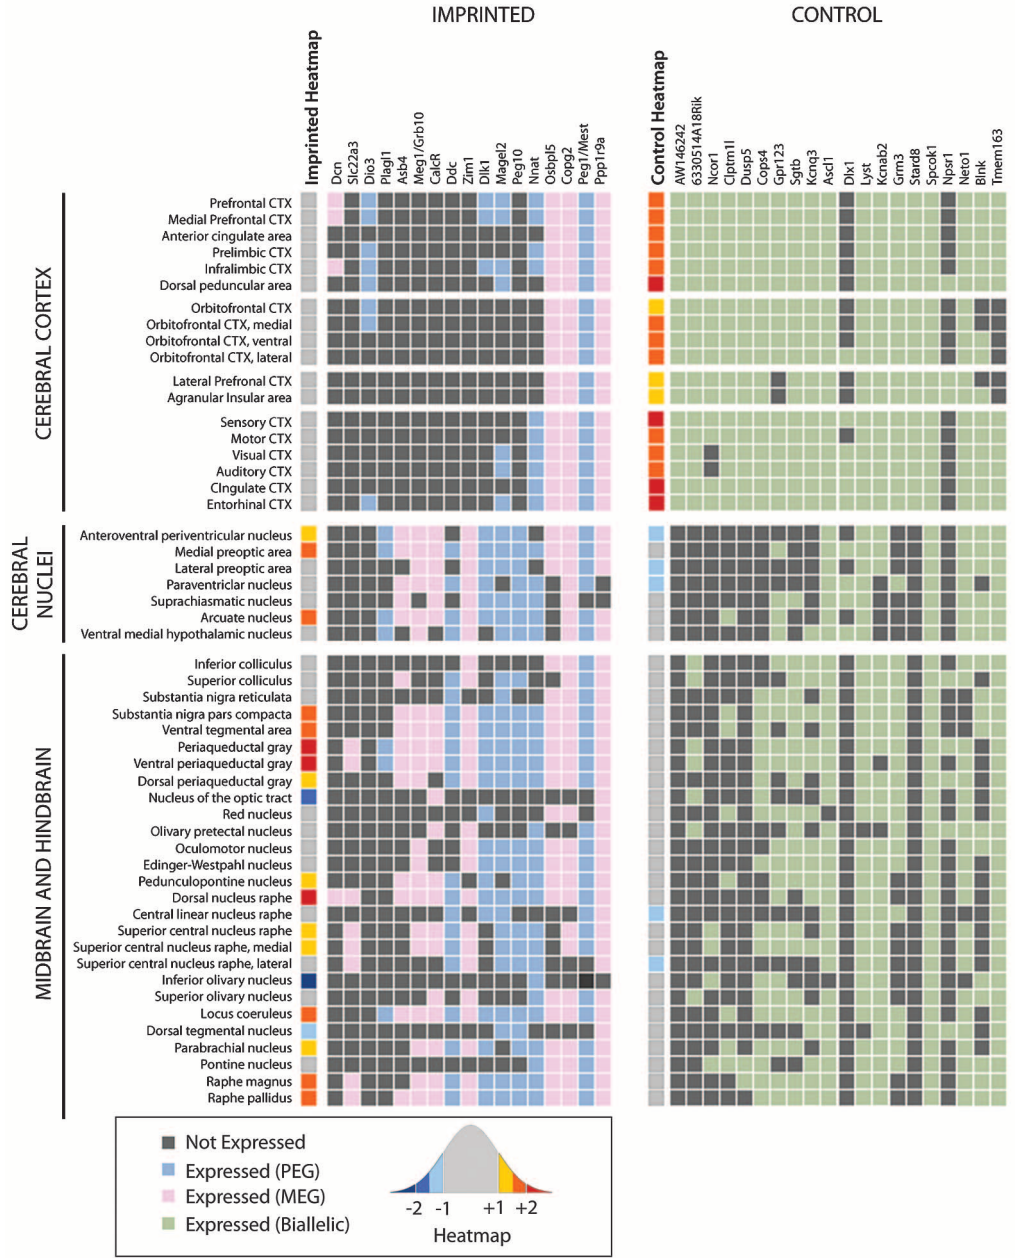 IMPRINTED
CONTROL
Imprinted Heatmap
Dcn
Slc22a3
Dio3
Plagl1
Asb4
Meg1/Grb10
CalcR
Ddc
Zim1
Dlk1
Magel2
Peg10
Nnat
Osbpl5
Copg2
Peg1/Mest
Ppp1r9a
Control Heatmap
AW146242
6330514A18Rik
Ncor1
Clptm1l
Dusp5
Cops4
Gpr123
Sgtb
Kcnq3
Ascl1
Dlx1
Lyst
Kcnab2
Grm3
Stard8
Spcok1
Npsr1
Neto1
Blnk
Tmem163
CEREBRAL CORTEX
Prefrontal CTX
Medial Prefrontal CTX
Anterior cingulate area
Prelimbic CTX
Infralimbic CTX
Dorsal peduncular area
Orbitofrontal CTX
Orbitofrontal CTX, medial
Orbitofrontal CTX, ventral
Orbitofrontal CTX, lateral
Lateral Prefronal CTX
Agranular Insular area
Sensory CTX
Motor CTX
Visual CTX
Auditory CTX
CIngulate CTX
Entorhinal CTX
CEREBRAL
NUCLEI
Anteroventral periventricular nucleus
Medial preoptic area
Lateral preoptic area
Paraventriclar nucleus
Suprachiasmatic nucleus
Arcuate nucleus
Ventral medial hypothalamic nucleus
MIDBRAIN AND HINDBRAIN
Inferior colliculus
Superior colliculus
Substantia nigra reticulata
Substantia nigra pars compacta
Ventral tegmental area
Periaqueductal gray
Ventral periaqueductal gray
Dorsal periaqueductal gray
Nucleus of the optic tract
Red nucleus
Olivary pretectal nucleus
Oculomotor nucleus
Edinger-Westpahl nucleus
Pedunculopontine nucleus
Dorsal nucleus raphe
Central linear nucleus raphe
Superior central nucleus raphe
Superior central nucleus raphe, medial
Superior central nucleus raphe, lateral
Inferior olivary nucleus
Superior olivary nucleus
Locus coeruleus
Dorsal tegmental nucleus
Parabrachial nucleus
Pontine nucleus
Raphe magnus
Raphe pallidus
Not Expressed
Expressed (PEG)
Expressed (MEG)
Expressed (Biallelic)
-2 -1 +1 +2
Heatmap